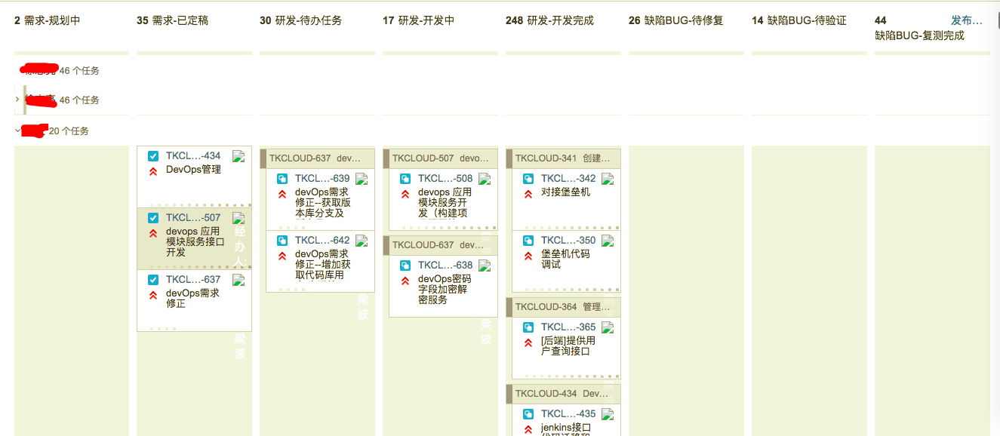 2 需求-规划中
35 需求-已定稿
30 研发-待办任务
17 研发-开发中
248 研发-开发完成
26 缺陷BUG-待修复
14 缺陷BUG-待验证
44
缺陷BUG-复测完成
发布…
46 个任务
46 个任务
20 个任务
TKCL…-434
DevOps管理
TKCL…-507
devops 应用
模块服务接口
开发
经
办
人:
TKCL…-637
devOps需求
修正
梁
波
TKCLOUD-637 dev…
TKCL…-639
devOps需求
修正--获取版
本库分支及
TKCL…-642
devOps需求
修正--增加获
取代码库用
梁
波
TKCLOUD-507 devo…
TKCL…-508
devops 应用
模块服务开
发（构建项
TKCLOUD-637 dev…
TKCL…-638
devOps密码
字段加密解
密服务
梁
波
TKCLOUD-341 创建…
TKCL…-342
对接堡垒机
TKCL…-350
堡垒机代码
调试
TKCLOUD-364 管理…
TKCL…-365
[后端]提供用
户查询接口
TKCLOUD-434 Dev…
TKCL…-435
jenkins接口